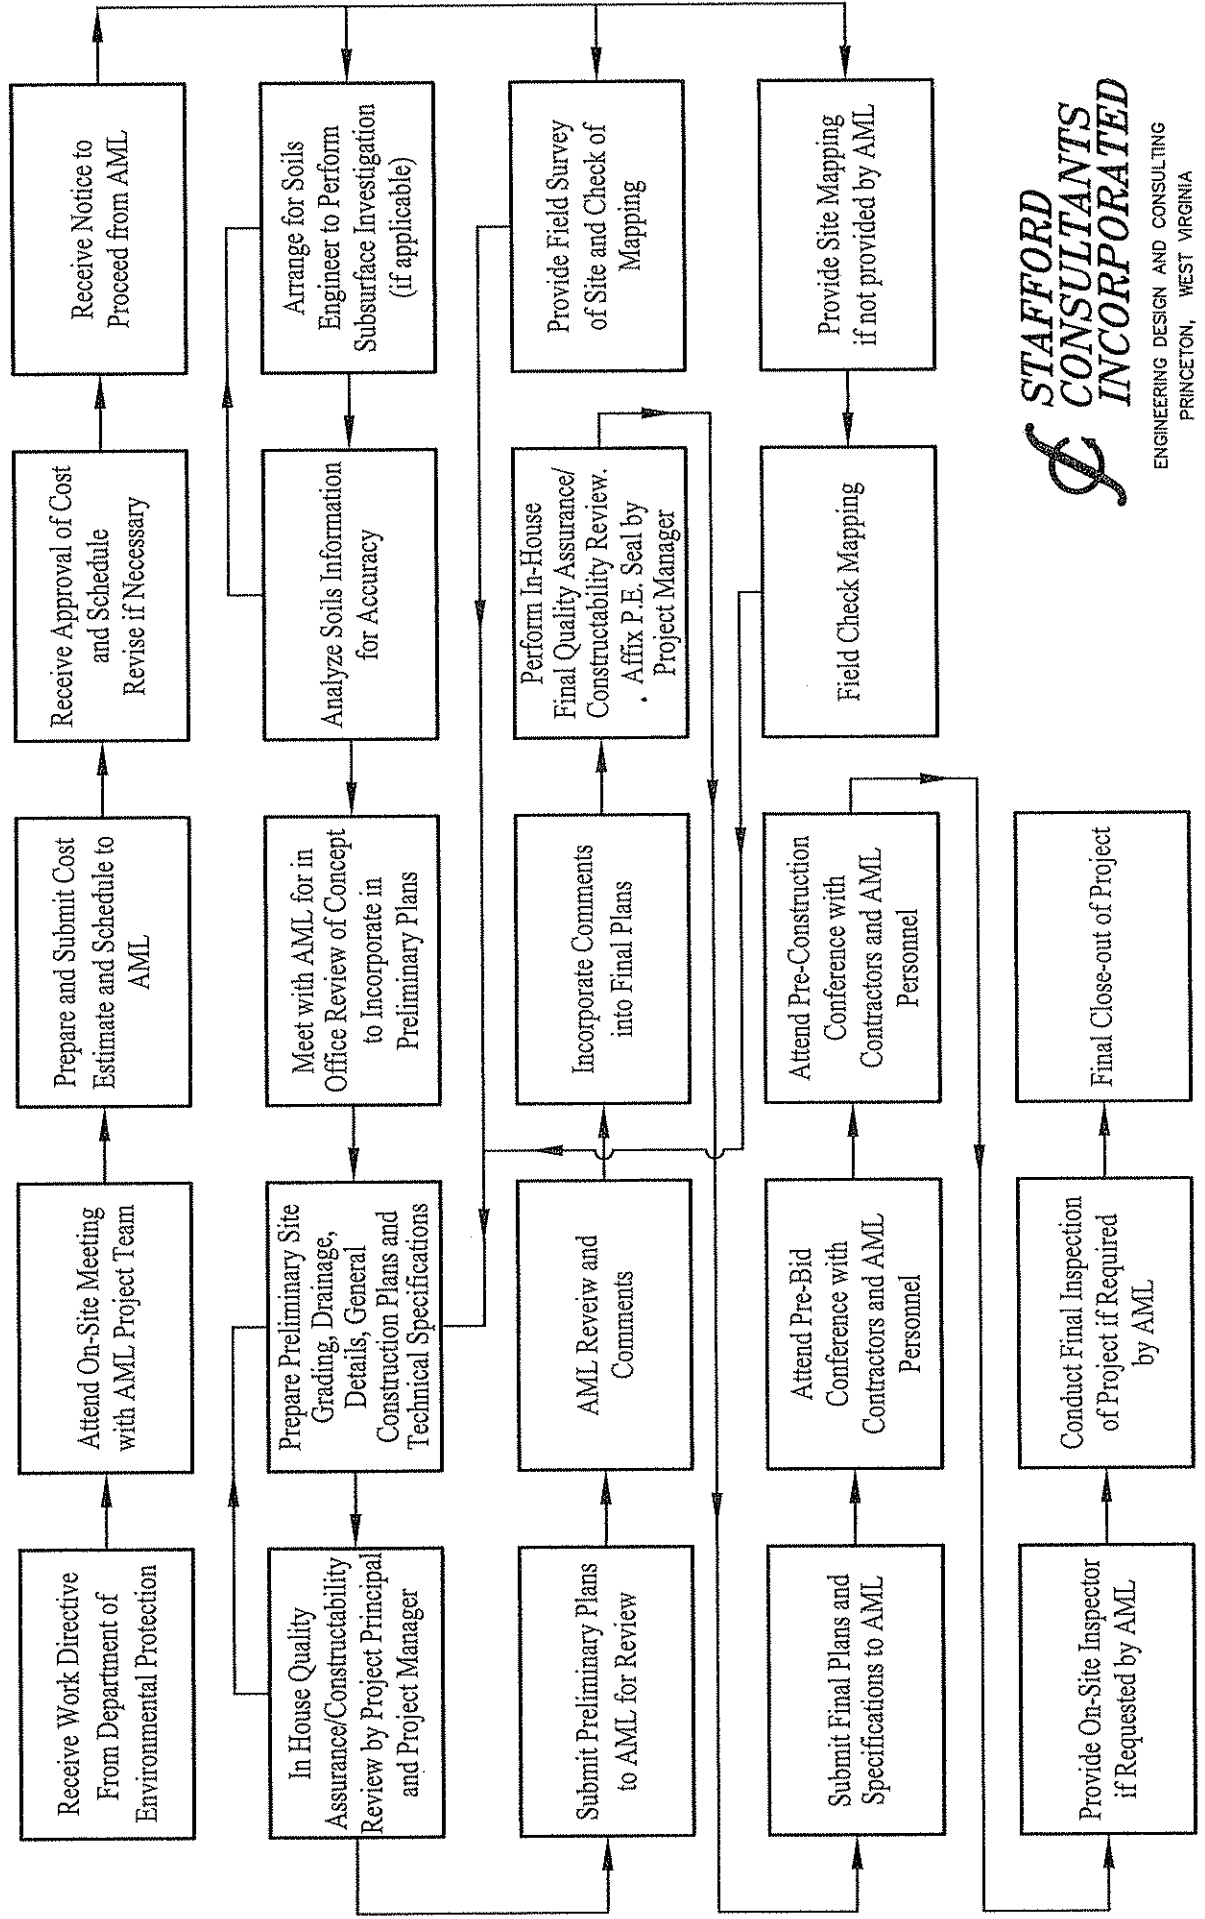 Receive Work Directive
From Department of
Environmental Protection
Attend On-Site Meeting
with AML Project Team
Prepare and Submit Cost
Estimate and Schedule to
AML
Receive Approval of Cost
and Schedule
Revise if Necessary
Receive Notice to
Proceed from AML
Arrange for Soils
Engineer to Perform
Subsurface Investigation
(if applicable)
Analyze Soils Information
for Accuracy
Meet with AML for in
Office Review of Concept
to Incorporate in
Preliminary Plans
Prepare Preliminary Site
Grading, Drainage,
Details, General
Construction Plans and
Technical Specifications
In House Quality
Assurance/Constructability
Review by Project Principal
and Project Manager
Provide Field Survey
of Site and Check of
Mapping
Submit Preliminary Plans
to AML for Review
AML Reveiw and
Comments
Incorporate Comments
into Final Plans
Perform In-House
Final Quality Assurance/
Constructability Review.
. Affix P.E. Seal by
Project Manager
Provide Site Mapping
if not provided by AML
Field Check Mapping
Submit Final Plans and
Specifications to AML
Attend Pre-Bid
Conference with
Contractors and AML
Personnel
Attend Pre-Construction
Conference with
Contractors and AML
Personnel
Provide On-Site Inspector
if Requested by AML
Conduct Final Inspection
of Project if Required
by AML
Final Close-out of Project
STAFFORD
CONSULTANTS
INCORPORATED
ENGINEERING DESIGN AND CONSULTING
PRINCETON, WEST VIRGINIA